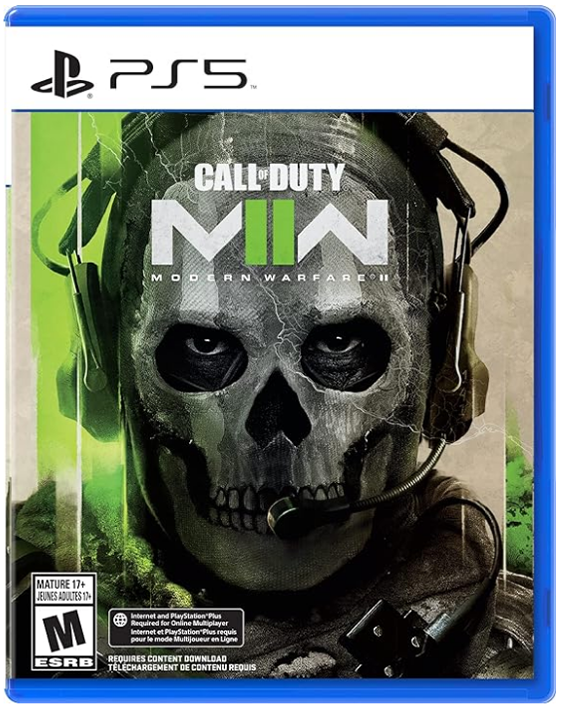 PS5
CALL OF DUTY
MWII
MODERN WARFARE® II
MATURE 17+
JEUNES ADULTES 17+
M
ESRB
Internet and PlayStation®Plus
Required for Online Multiplayer
Internet et PlayStation®Plus requis
pour le mode Multijoueur en Ligne
REQUIRES CONTENT DOWNLOAD
TÉLÉCHARGEMENT DE CONTENU REQUIS